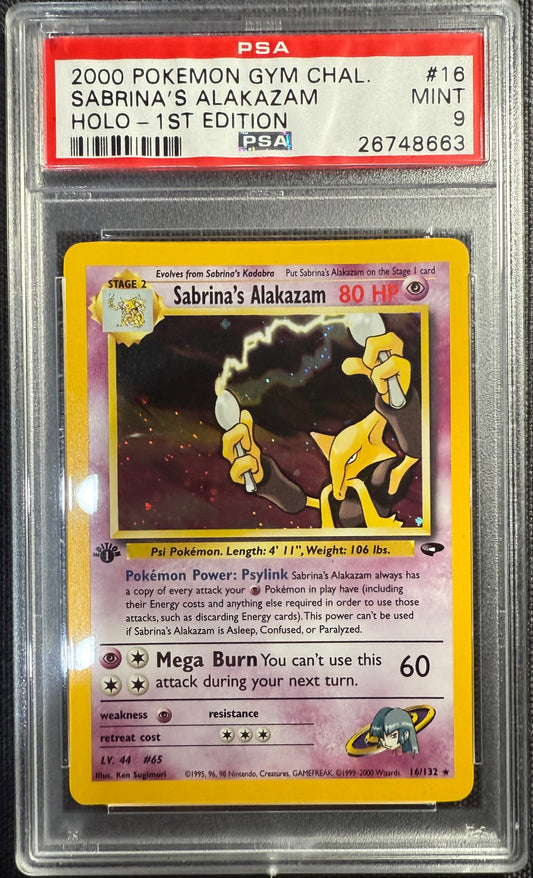 PSA
2000 POKEMON GYM CHAL. #16
SABRINA'S ALAKAZAM MINT
HOLO - 1ST EDITION 9
PSA 26748663
Evolves from Sabrina's Kadabra Put Sabrina's Alakazam on the Stage 1 card
STAGE 2
Sabrina's Alakazam 80 HP
EDITION
1
Psi Pokémon. Length: 4' 11", Weight: 106 lbs.
Pokémon Power: Psylink Sabrina's Alakazam always has
a copy of every attack your Pokémon in play have (including
their Energy costs and anything else required in order to use those
attacks, such as discarding Energy cards). This power can't be used
if Sabrina's Alakazam is Asleep, Confused, or Paralyzed.
Mega Burn You can't use this 60
attack during your next turn.
weakness resistance
retreat cost
LV. 44 #65
Illus. Ken Sugimori ©1995, 96, 98 Nintendo, Creatures, GAMEFREAK. ©1999-2000 Wizards. 16/132 ★